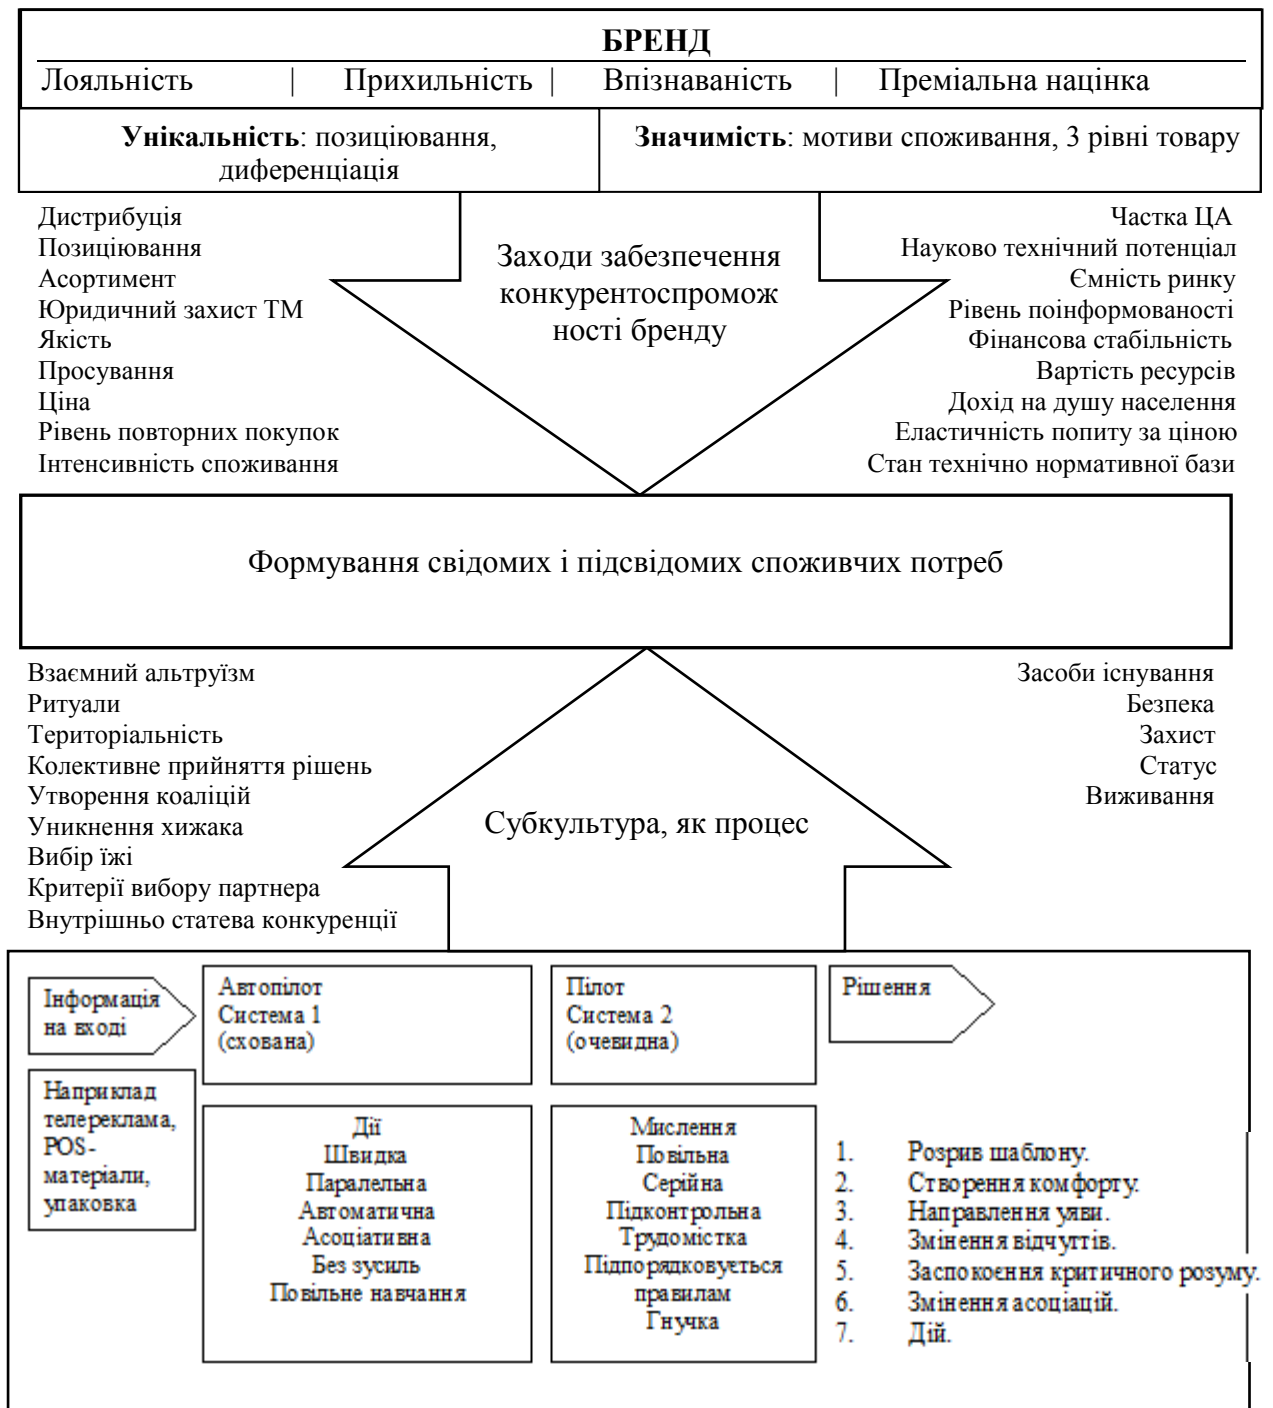 БРЕНД
Лояльність | Прихильність | Впізнаваність | Преміальна націнка
Унікальність: позиціювання,
диференціація
Значимість: мотиви споживання, 3 рівні товару
Дистрибуція
Позиціювання
Асортимент
Юридичний захист ТМ
Якість
Просування
Ціна
Рівень повторних покупок
Інтенсивність споживання
Заходи забезпечення
конкурентоспромож
ності бренду
Частка ЦА
Науково технічний потенціал
Ємність ринку
Рівень поінформованості
Фінансова стабільність
Вартість ресурсів
Дохід на душу населення
Еластичність попиту за ціною
Стан технічно нормативної бази
Формування свідомих і підсвідомих споживчих потреб
Взаємний альтруїзм
Ритуали
Територіальність
Колективне прийняття рішень
Утворення коаліцій
Уникнення хижака
Вибір їжі
Критерії вибору партнера
Внутрішньо статева конкуренції
Субкультура, як процес
Засоби існування
Безпека
Захист
Статус
Виживання
Інформація
на вході
Автопілот
Система 1
(схована)
Пілот
Система 2
(очевидна)
Рішення
Наприклад
телереклама,
POS-
матеріали,
упаковка
Дії
Швидка
Паралельна
Автоматична
Асоціативна
Без зусиль
Повільне навчання
Мислення
Повільна
Серійна
Підконтрольна
Трудомістка
Підпорядковується
правилам
Гнучка
1. Розрив шаблону.
2. Створення комфорту.
3. Направлення уяви.
4. Змінення відчуттів.
5. Заспокоєння критичного розуму.
6. Змінення асоціацій.
7. Дій.